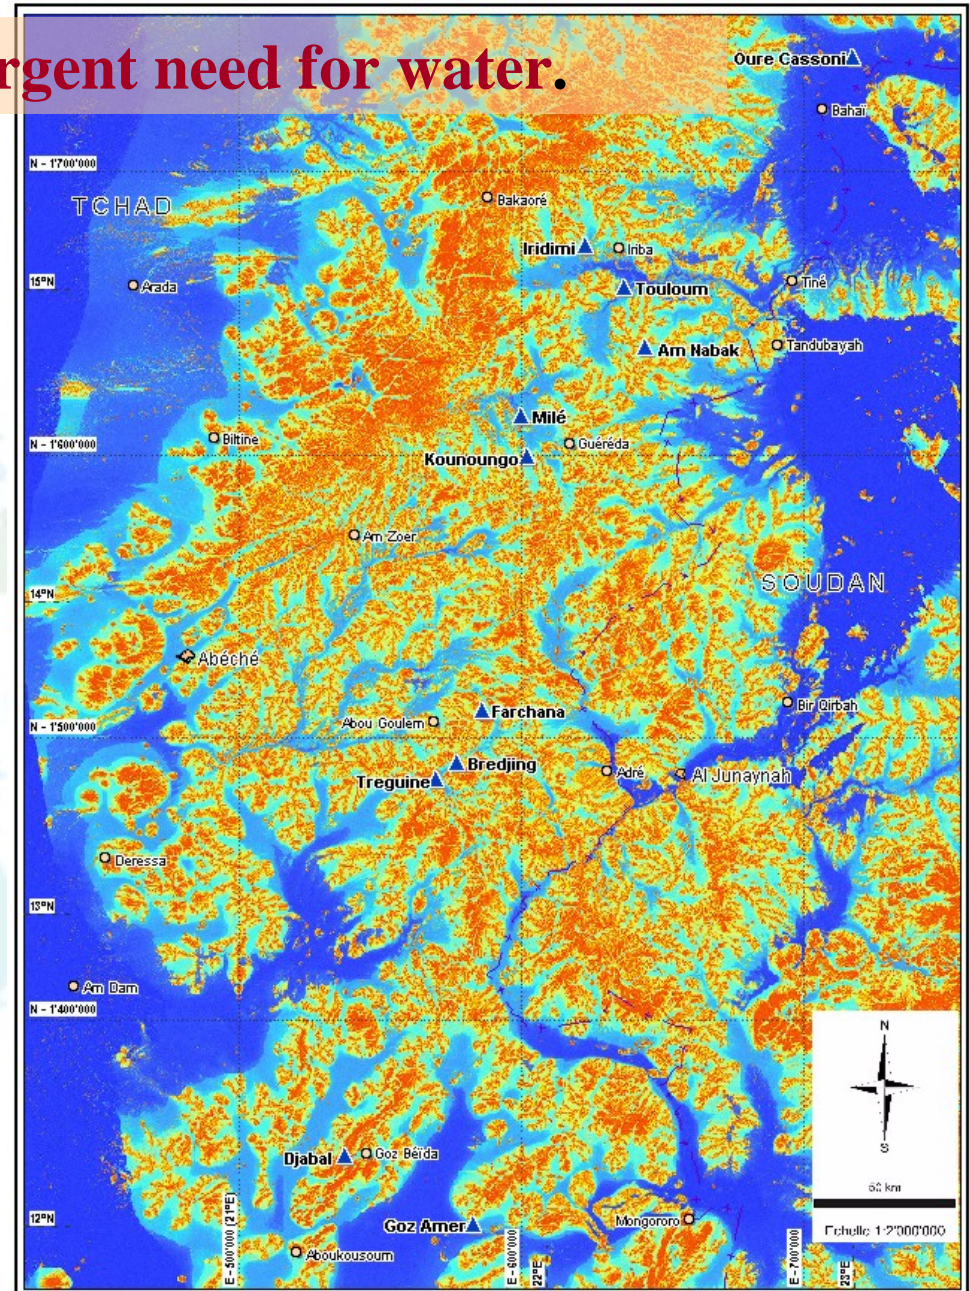 rgent need for water.
Oure Cassoni
Bahaï
N - 1'700'000
TCHAD
Bakaoré
Iridimi
Iriba
15°N
Arada
Touloum
Tiné
Am Nabak
Tandubayah
Milé
Biltine
N - 1'600'000
Guéréda
Kounoungo
Am Zoer
SOUDAN
14°N
Abéché
Bir Qirbah
Farchana
Abou Goulem
N - 1'500'000
Bredjing
Adré
Al Junaynah
Treguine
Deressa
13°N
Am Dam
N - 1'400'000
N
S
Djabal
Goz Béïda
50 km
12°N
Goz Amer
Mongororo
Echelle 1:2'000'000
Aboukousoum
E - 500'000 (21°E)
E - 600'000
22°E
E - 700'000
23°E